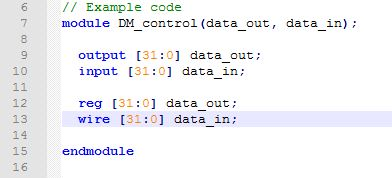 6 // Example code
7 module DM_control(data_out, data_in);
8
9 output [31:0] data_out;
10 input [31:0] data_in;
11
12 reg [31:0] data_out;
13 wire [31:0] data_in;
14
15 endmodule
16